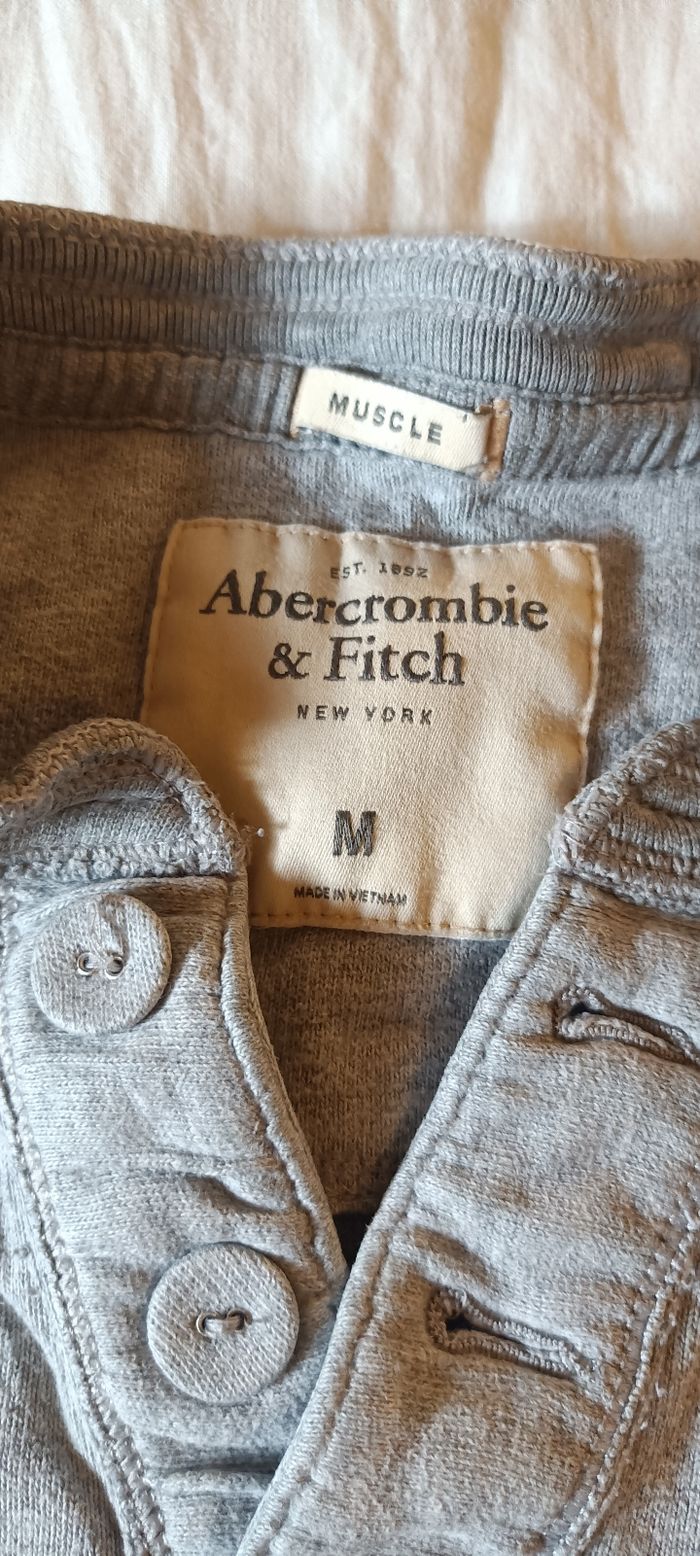 MUSCLE
EST. 1892
Abercrombie
& Fitch
NEW YORK
M
MADE IN VIETNAM